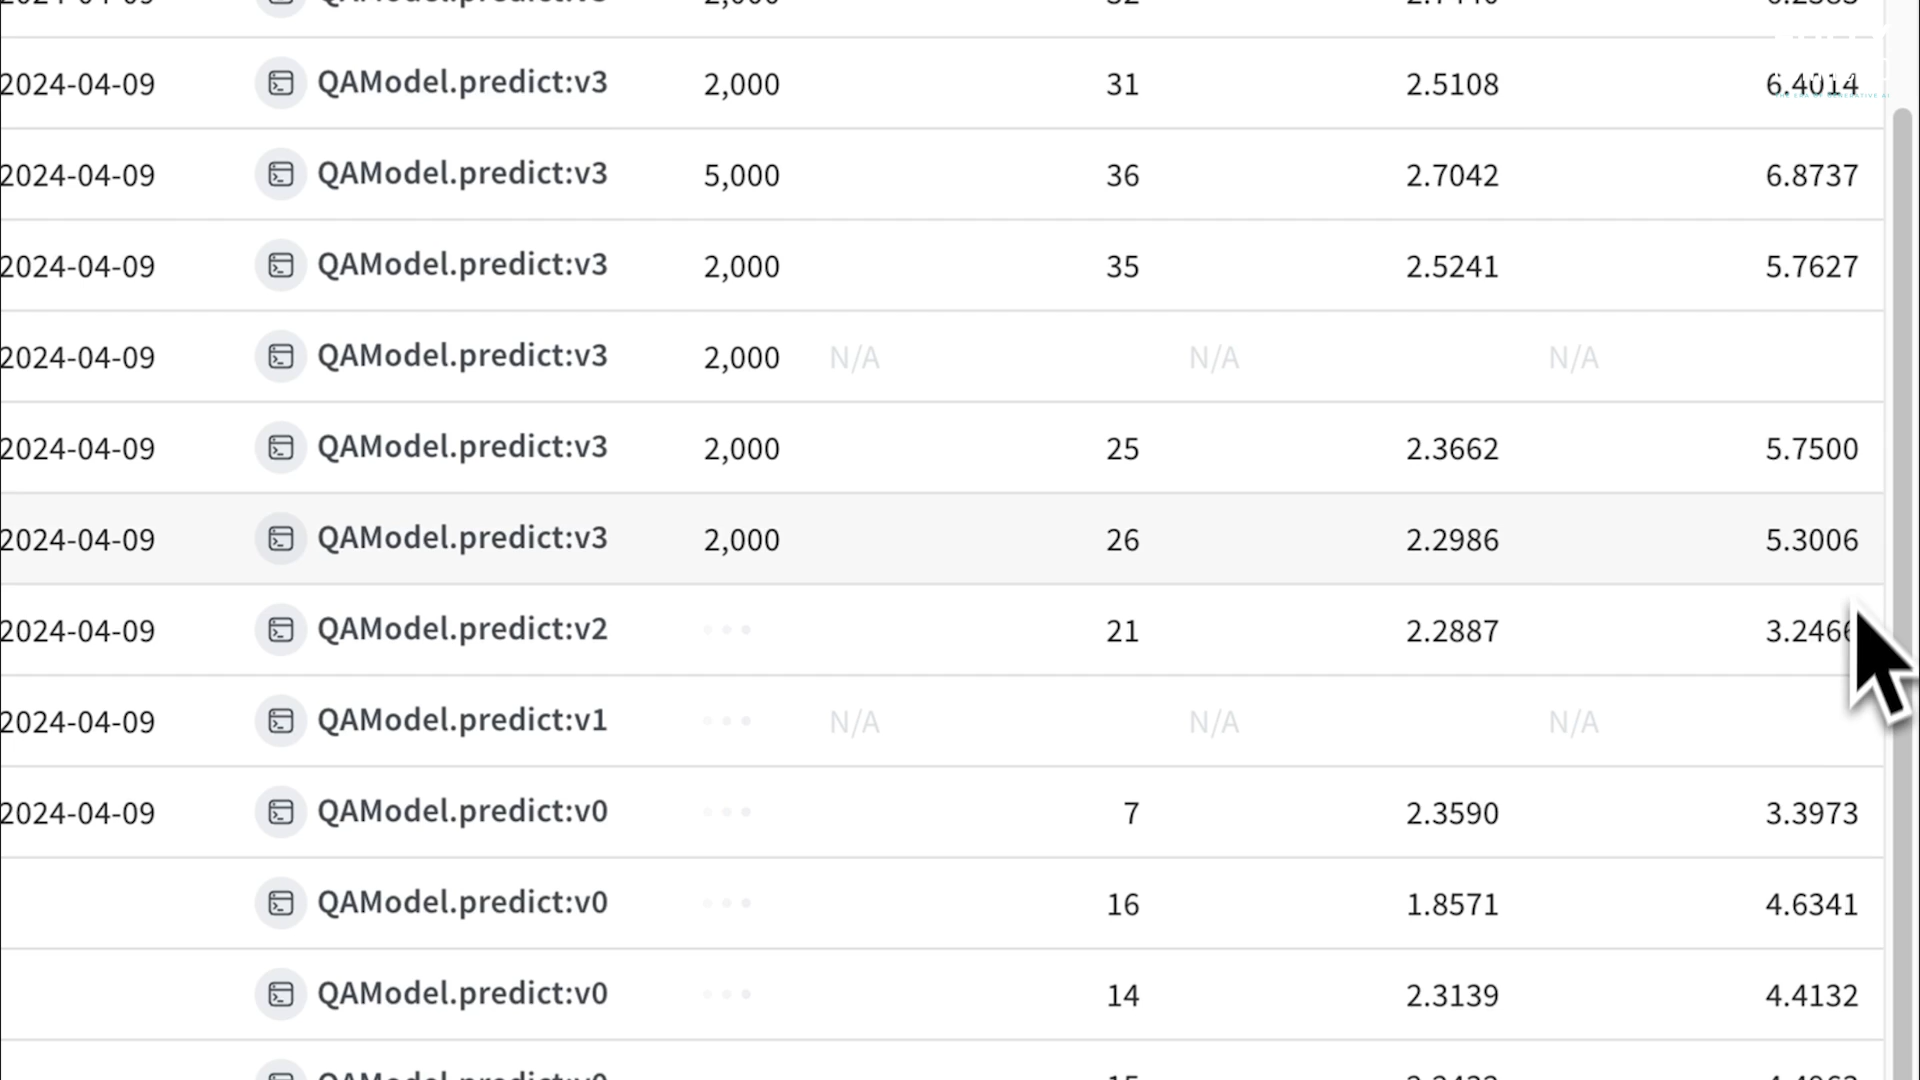 2024-04-09 QAModel.predict:v3 2,000 31 2.5108 6.4014
2024-04-09 QAModel.predict:v3 5,000 36 2.7042 6.8737
2024-04-09 QAModel.predict:v3 2,000 35 2.5241 5.7627
2024-04-09 QAModel.predict:v3 2,000 N/A N/A N/A
2024-04-09 QAModel.predict:v3 2,000 25 2.3662 5.7500
2024-04-09 QAModel.predict:v3 2,000 26 2.2986 5.3006
2024-04-09 QAModel.predict:v2 ... 21 2.2887 3.2466
2024-04-09 QAModel.predict:v1 ... N/A N/A N/A
2024-04-09 QAModel.predict:v0 ... 7 2.3590 3.3973
QAModel.predict:v0 ... 16 1.8571 4.6341
QAModel.predict:v0 ... 14 2.3139 4.4132